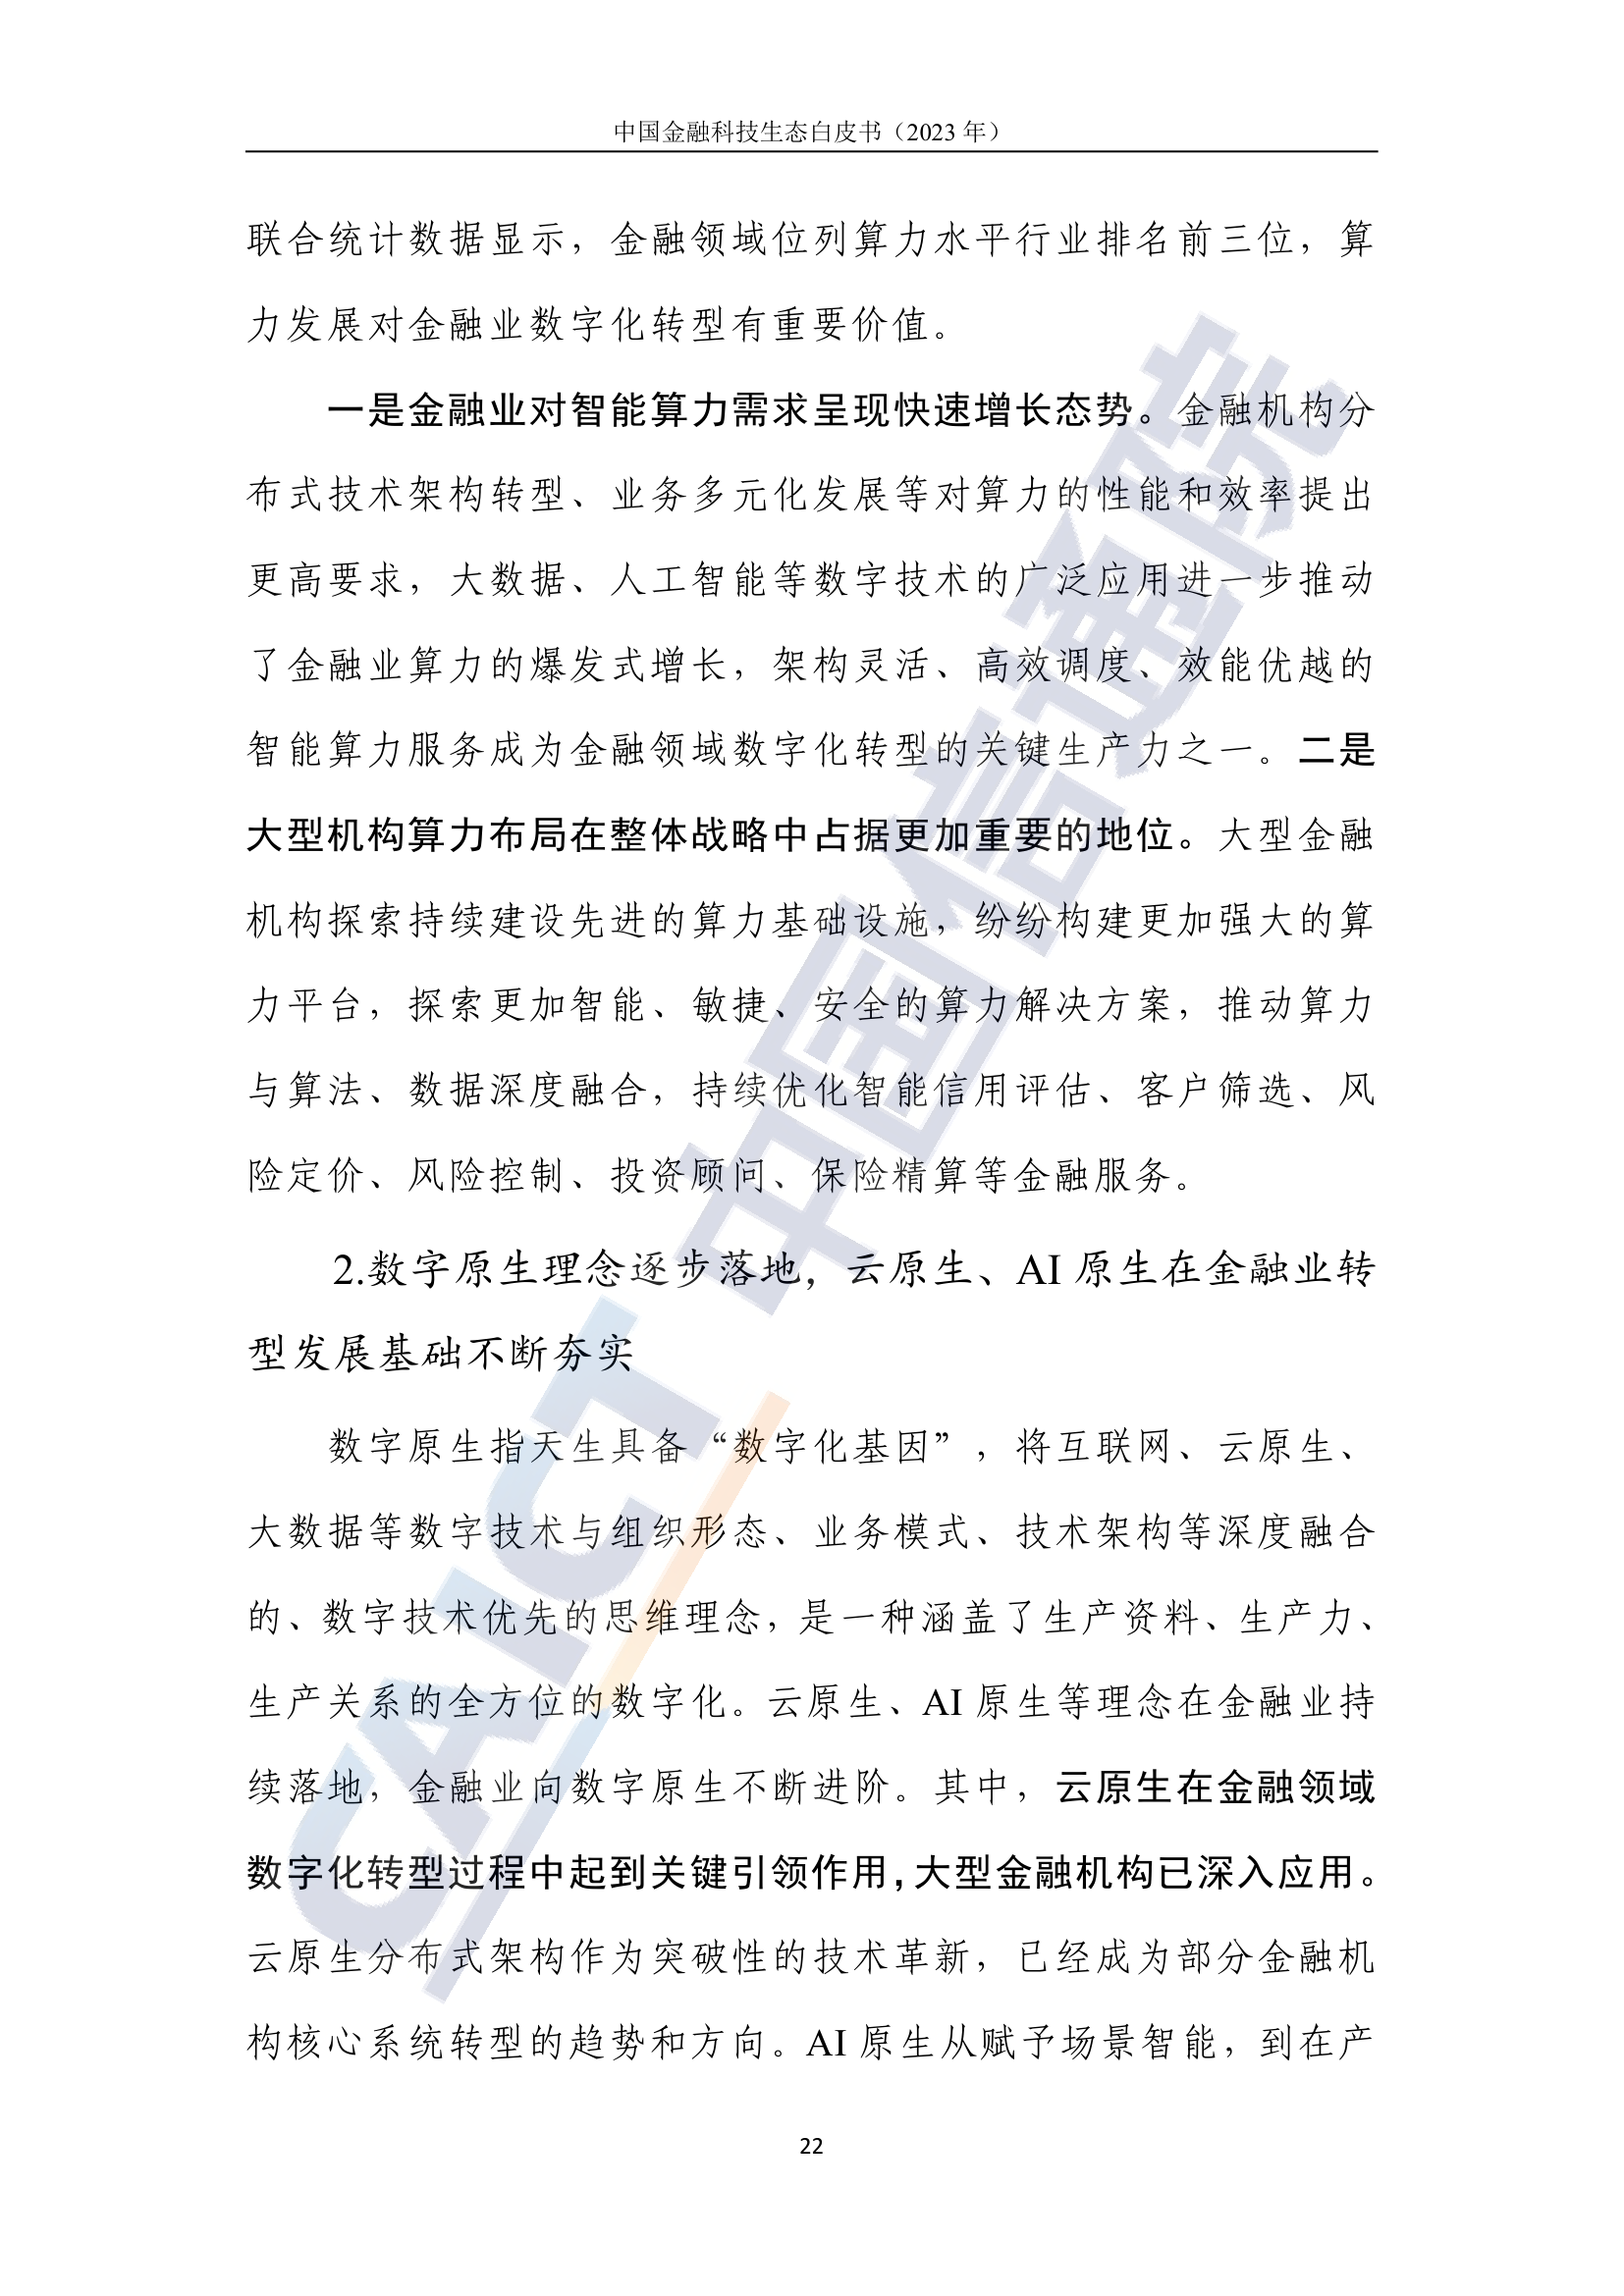 中国金融科技生态白皮书（2023 年）
联合统计数据显示，金融领域位列算力水平行业排名前三位，算
力发展对金融业数字化转型有重要价值。
一是金融业对智能算力需求呈现快速增长态势。金融机构分
布式技术架构转型、业务多元化发展等对算力的性能和效率提出
更高要求，大数据、人工智能等数字技术的广泛应用进一步推动
了金融业算力的爆发式增长，架构灵活、高效调度、效能优越的
智能算力服务成为金融领域数字化转型的关键生产力之一。二是
大型机构算力布局在整体战略中占据更加重要的地位。大型金融
机构探索持续建设先进的算力基础设施，纷纷构建更加强大的算
力平台，探索更加智能、敏捷、安全的算力解决方案，推动算力
与算法、数据深度融合，持续优化智能信用评估、客户筛选、风
险定价、风险控制、投资顾问、保险精算等金融服务。
2.数字原生理念逐步落地，云原生、AI 原生在金融业转
型发展基础不断夯实
数字原生指天生具备“数字化基因”，将互联网、云原生、
大数据等数字技术与组织形态、业务模式、技术架构等深度融合
的、数字技术优先的思维理念，是一种涵盖了生产资料、生产力、
生产关系的全方位的数字化。云原生、AI 原生等理念在金融业持
续落地，金融业向数字原生不断进阶。其中，云原生在金融领域
数字化转型过程中起到关键引领作用，大型金融机构已深入应用。
云原生分布式架构作为突破性的技术革新，已经成为部分金融机
构核心系统转型的趋势和方向。AI 原生从赋予场景智能，到在产
22
CAICT 中国信通院